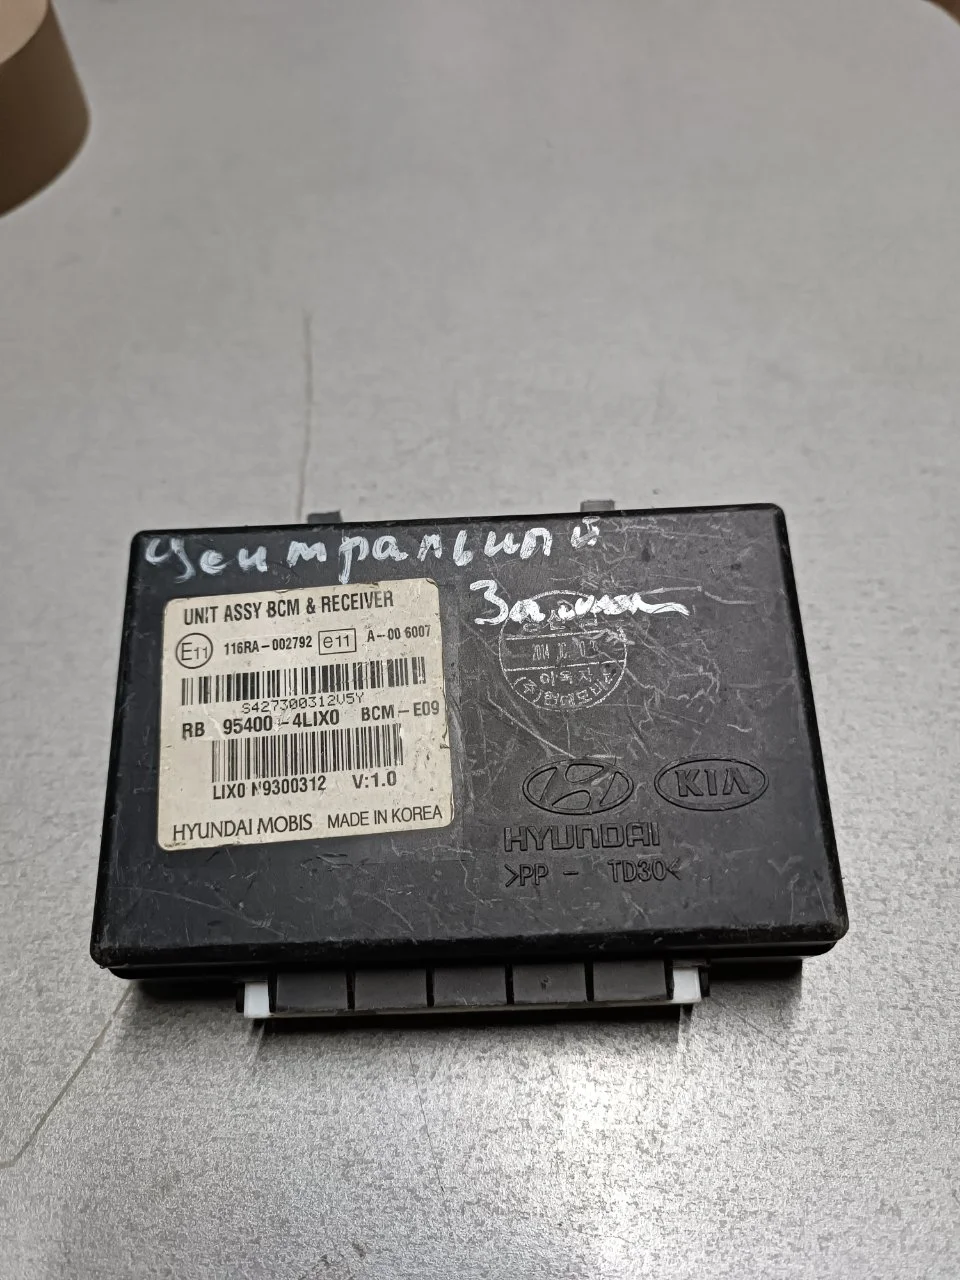 Центральный
Замок
UNIT ASSY BCM & RECEIVER
E11 116RA-002792 e11 A-00 6007
S427300312V5Y
RB 95400-4LIX0 BCM-E09
LIX0 N9300312 V:1.0
HYUNDAI MOBIS MADE IN KOREA
KIA
HYUNDAI
>PP - TD30<